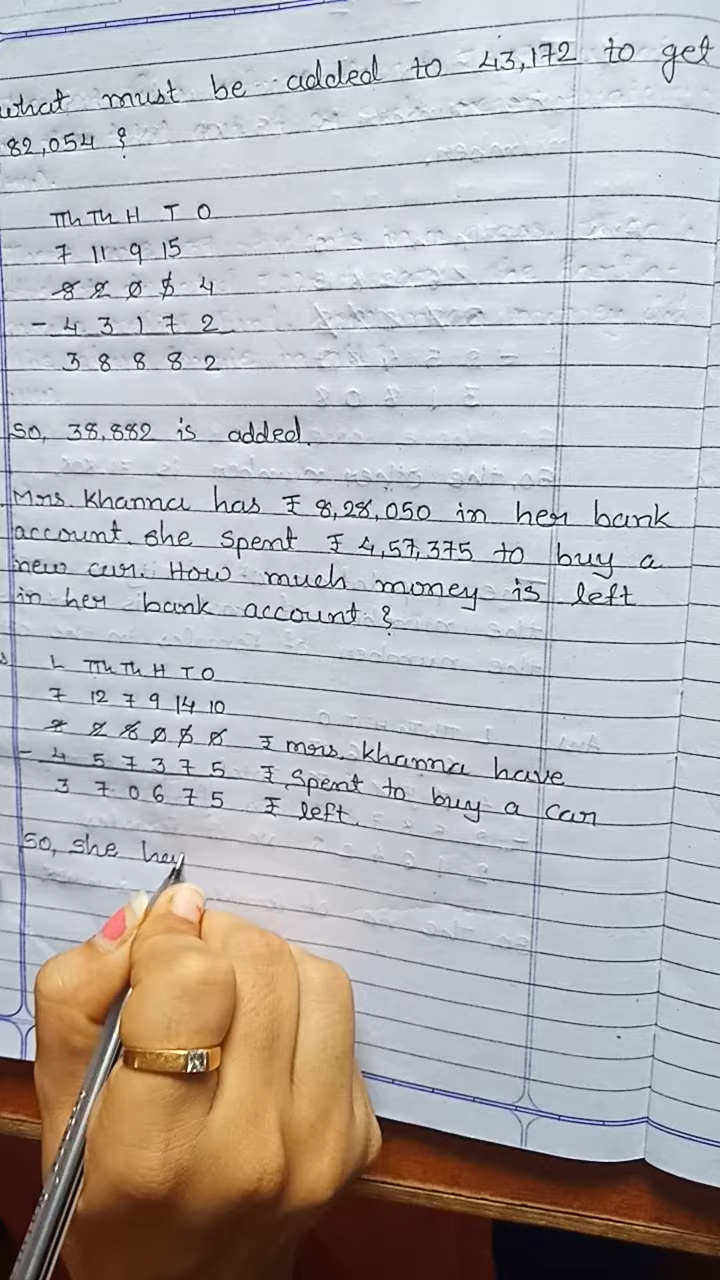 what must be added to 43,172 to get
82,054 ?
TTh Th H T O
7 11 9 15
8 2 0 5 4
- 4 3 1 7 2
3 8 8 8 2
So, 38,882 is added.
Mrs. Khanna has ₹ 8,28,050 in her bank
account. she spent ₹ 4,57,375 to buy a
new car. How much money is left
in her bank account ?
L TTh Th H T O
7 12 7 9 14 10
8 2 8 0 5 0 ₹ mrs. Khanna have
- 4 5 7 3 7 5 ₹ Spent to buy a car
3 7 0 6 7 5 ₹ left.
So, she